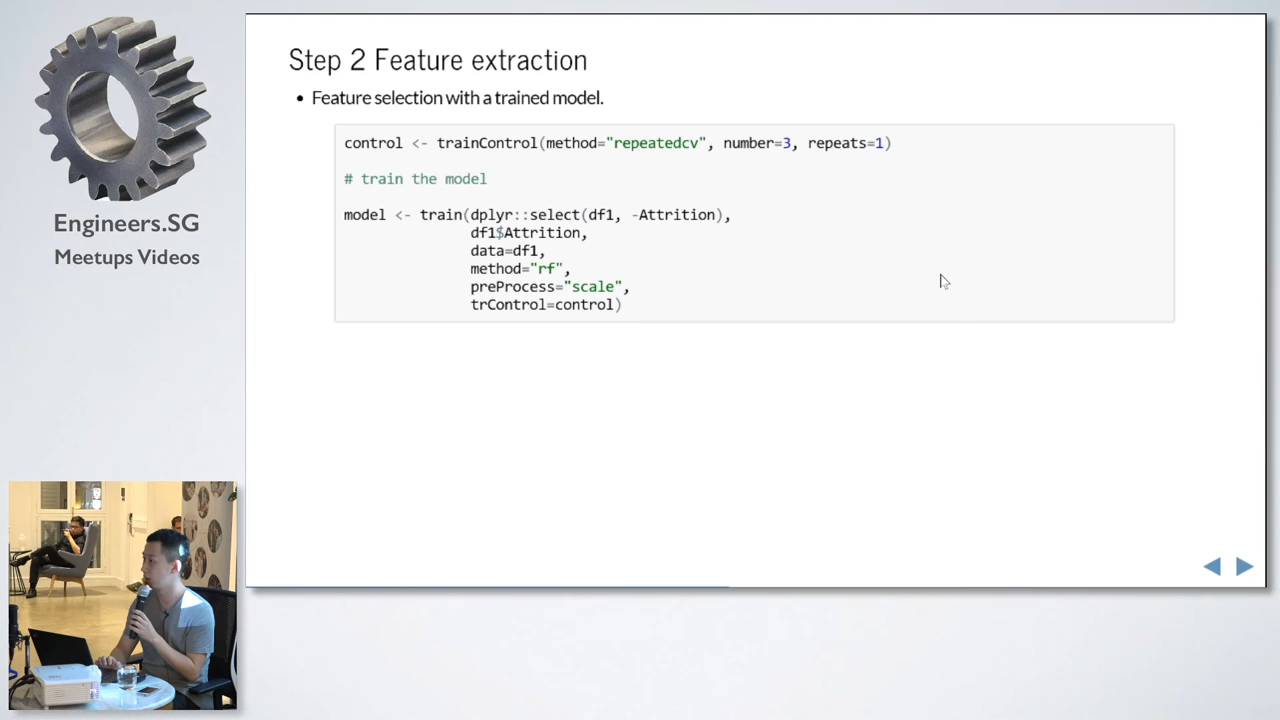 Step 2 Feature extraction
• Feature selection with a trained model.
control <- trainControl(method="repeatedcv", number=3, repeats=1)
# train the model
model <- train(dplyr::select(df1, -Attrition),
df1$Attrition,
data=df1,
method="rf",
preProcess="scale",
trControl=control)
Engineers.SG
Meetups Videos